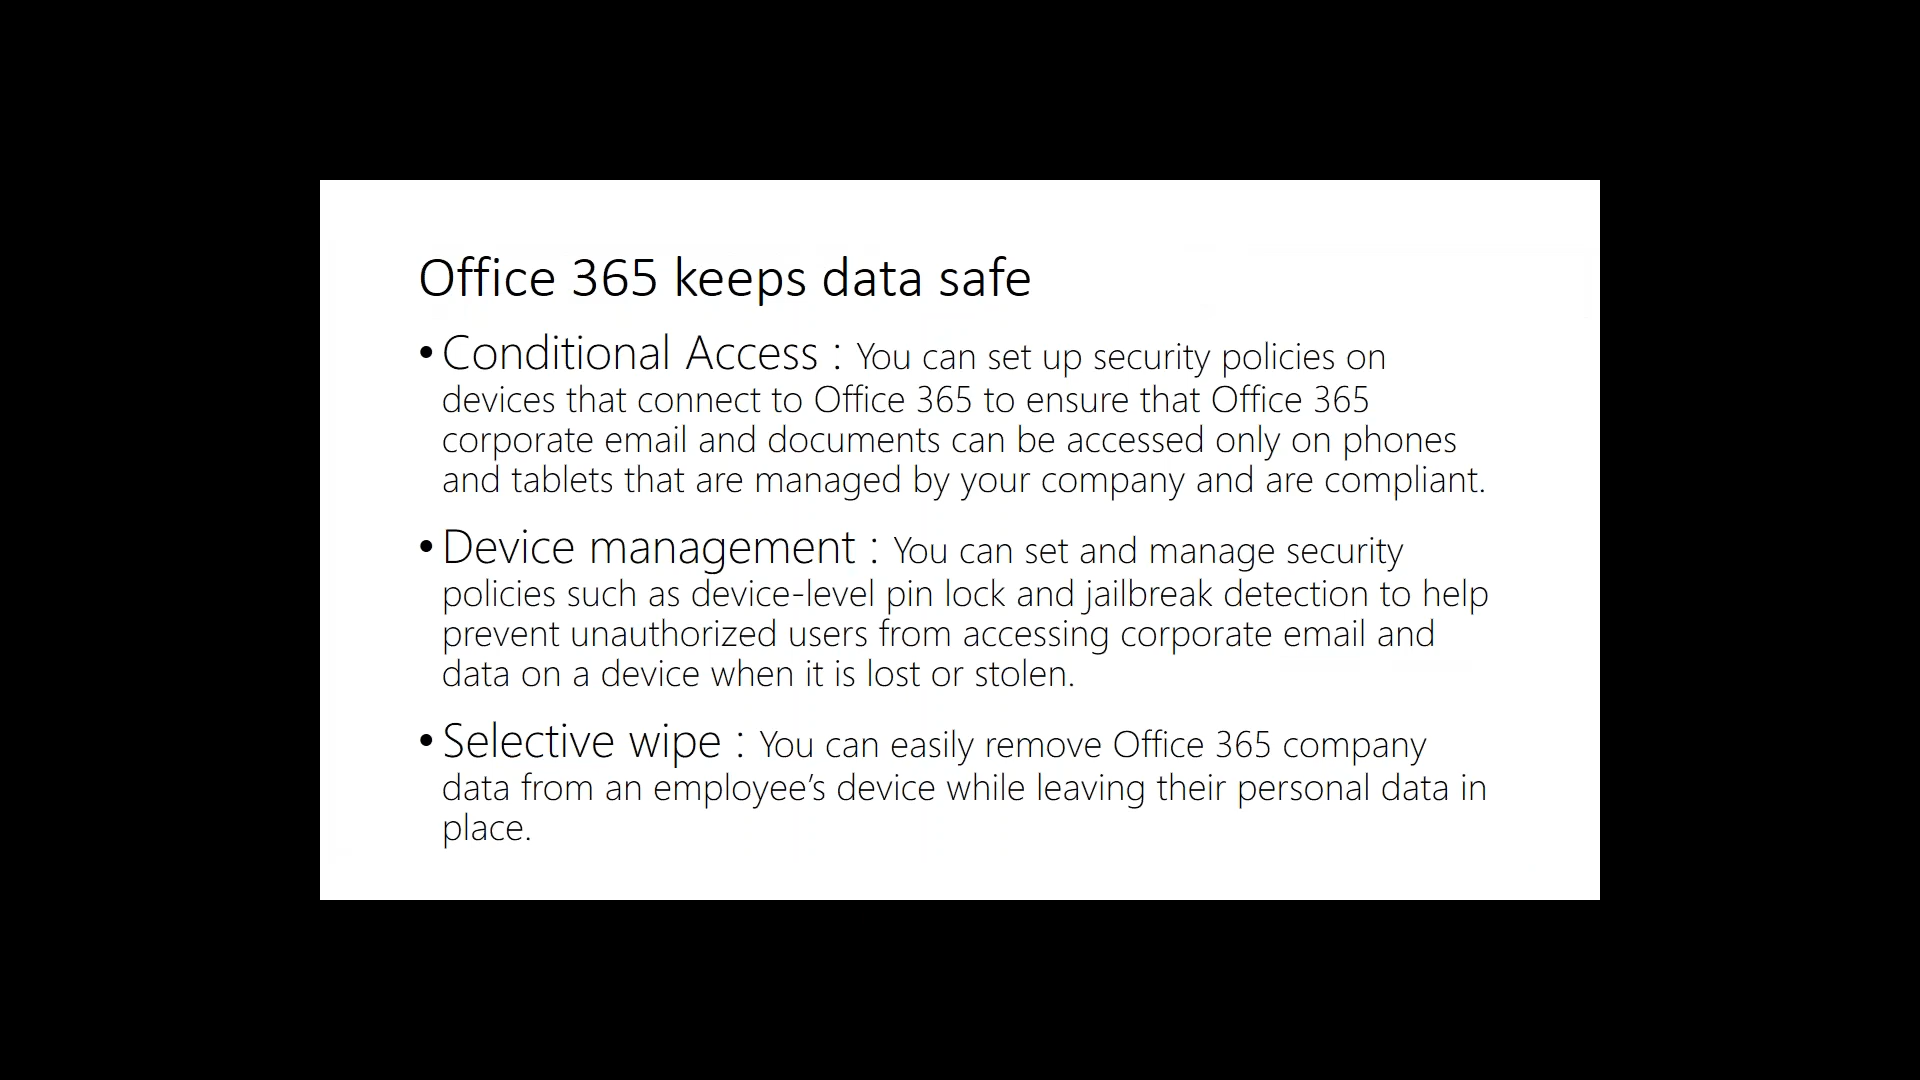 Office 365 keeps data safe
• Conditional Access : You can set up security policies on
devices that connect to Office 365 to ensure that Office 365
corporate email and documents can be accessed only on phones
and tablets that are managed by your company and are compliant.
• Device management : You can set and manage security
policies such as device-level pin lock and jailbreak detection to help
prevent unauthorized users from accessing corporate email and
data on a device when it is lost or stolen.
• Selective wipe : You can easily remove Office 365 company
data from an employee’s device while leaving their personal data in
place.